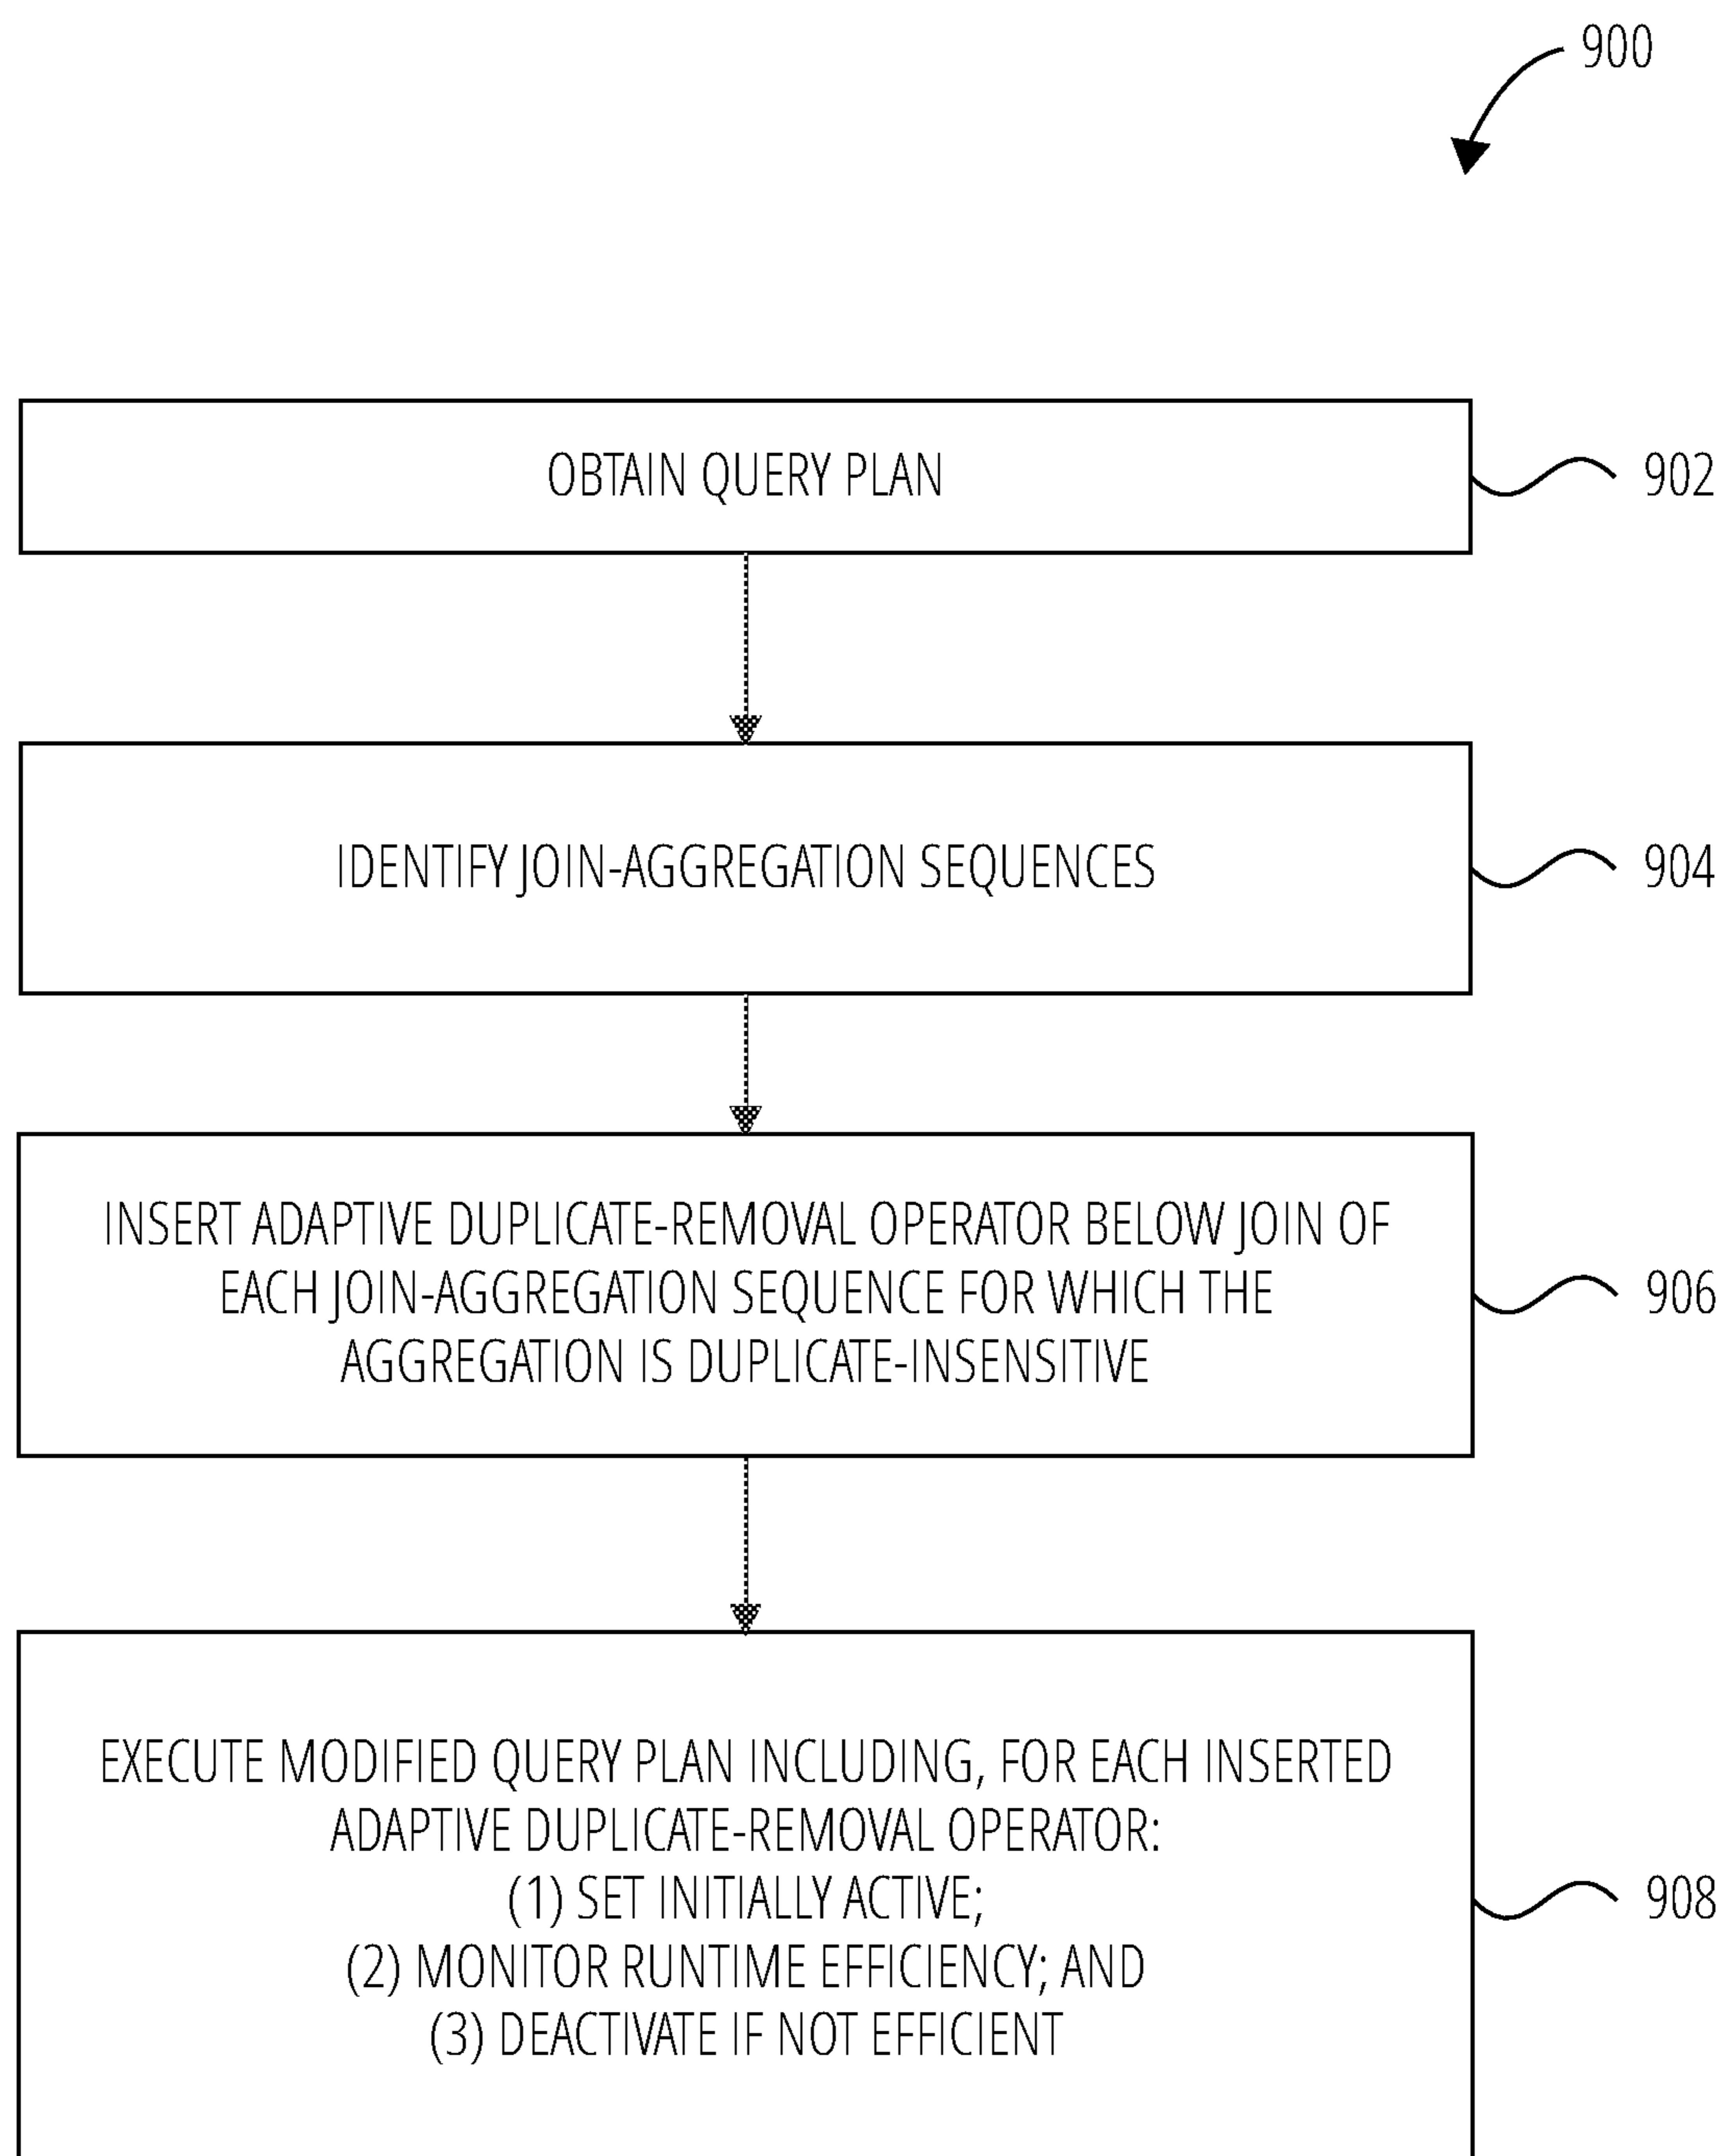 900
OBTAIN QUERY PLAN
902
IDENTIFY JOIN-AGGREGATION SEQUENCES
904
INSERT ADAPTIVE DUPLICATE-REMOVAL OPERATOR BELOW JOIN OF
EACH JOIN-AGGREGATION SEQUENCE FOR WHICH THE
AGGREGATION IS DUPLICATE-INSENSITIVE
906
EXECUTE MODIFIED QUERY PLAN INCLUDING, FOR EACH INSERTED
ADAPTIVE DUPLICATE-REMOVAL OPERATOR:
(1) SET INITIALLY ACTIVE;
(2) MONITOR RUNTIME EFFICIENCY; AND
(3) DEACTIVATE IF NOT EFFICIENT
908